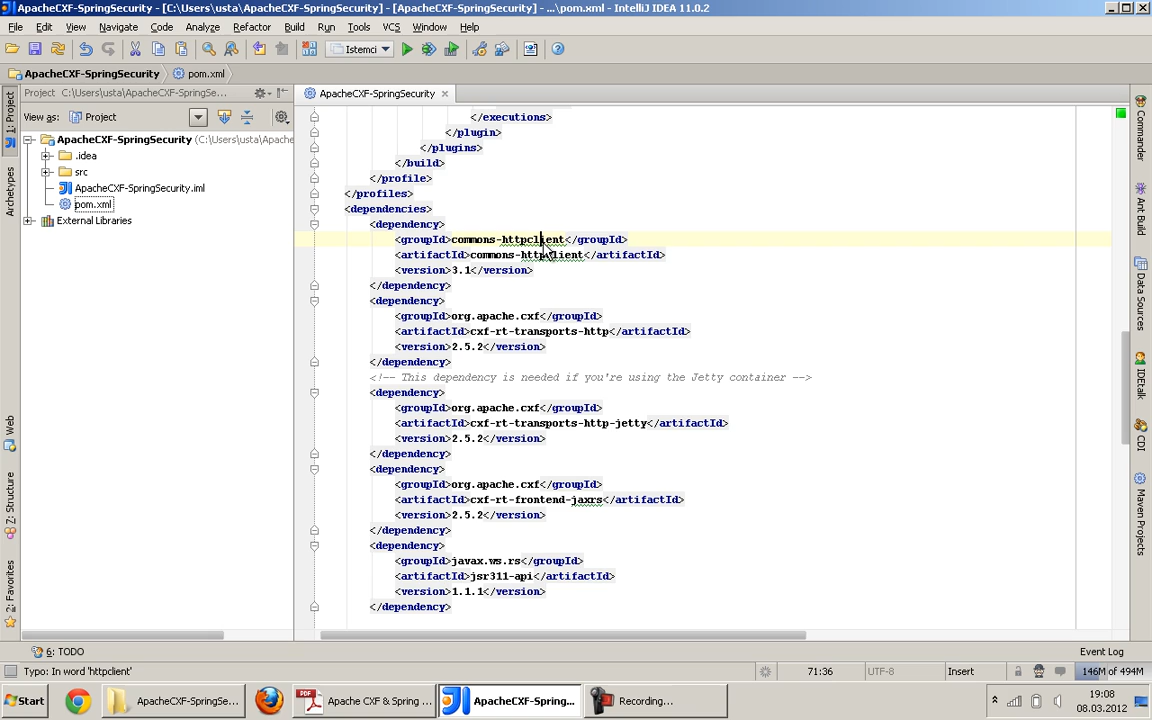 ApacheCXF-SpringSecurity - [C:\Users\usta\ApacheCXF-SpringSecurity] - [ApacheCXF-SpringSecurity] - ...\pom.xml - IntelliJ IDEA 11.0.2
File Edit View Navigate Code Analyze Refactor Build Run Tools VCS Window Help
Istemci
ApacheCXF-SpringSecurity pom.xml
Project C:\Users\usta\ApacheCXF-SpringSe...
ApacheCXF-SpringSecurity
View as: Project
ApacheCXF-SpringSecurity (C:\Users\usta\Apache
.idea
src
ApacheCXF-SpringSecurity.iml
pom.xml
External Libraries
1: Project
Archetypes
Web
Z: Structure
2: Favorites
</executions>
</plugin>
</plugins>
</build>
</profile>
</profiles>
<dependencies>
<dependency>
<groupId>commons-httpclient</groupId>
<artifactId>commons-httpclient</artifactId>
<version>3.1</version>
</dependency>
<dependency>
<groupId>org.apache.cxf</groupId>
<artifactId>cxf-rt-transports-http</artifactId>
<version>2.5.2</version>
</dependency>
<!-- This dependency is needed if you're using the Jetty container -->
<dependency>
<groupId>org.apache.cxf</groupId>
<artifactId>cxf-rt-transports-http-jetty</artifactId>
<version>2.5.2</version>
</dependency>
<dependency>
<groupId>org.apache.cxf</groupId>
<artifactId>cxf-rt-frontend-jaxrs</artifactId>
<version>2.5.2</version>
</dependency>
<dependency>
<groupId>javax.ws.rs</groupId>
<artifactId>jsr311-api</artifactId>
<version>1.1.1</version>
</dependency>
Commander
Ant Build
Data Sources
IDEtalk
CDI
Maven Projects
6: TODO
Event Log
Typo: In word 'httpclient'
71:36 UTF-8 Insert 146M of 494M
Start
ApacheCXF-SpringSe...
Apache CXF & Spring ...
ApacheCXF-Spring...
Recording...
19:08
08.03.2012